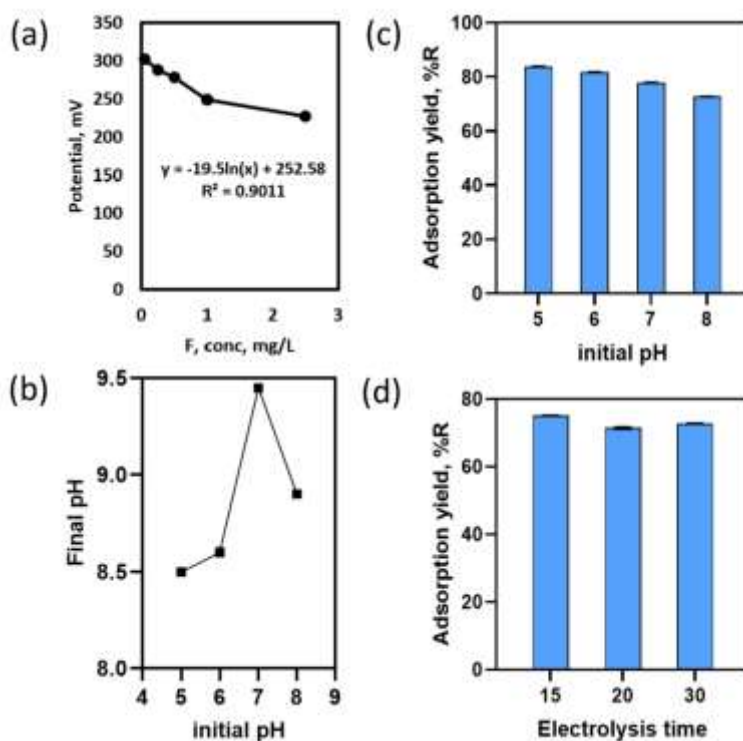 (a)
350
300
250
200
150
100
50
0
Potential, mV
y = -19.5ln(x) + 252.58
R² = 0.9011
0 1 2 3
F, conc, mg/L
(b)
9.5
9.0
8.5
8.0
Final pH
4 5 6 7 8 9
initial pH
(c)
100
80
60
40
20
0
Adsorption yield, %R
5 6 7 8
initial pH
(d)
80
60
40
20
0
Adsorption yield, %R
15 20 30
Electrolysis time